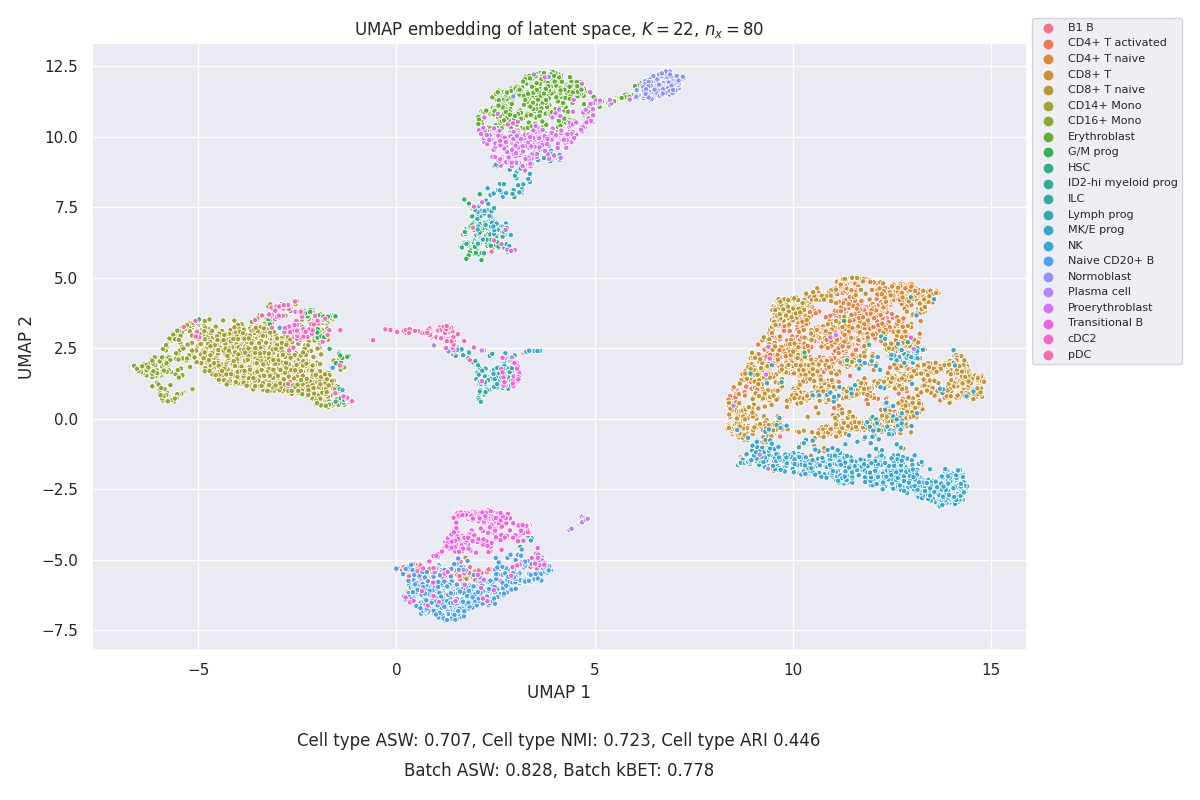 UMAP embedding of latent space, K = 22, nₓ = 80
B1 B
CD4+ T activated
CD4+ T naive
CD8+ T
CD8+ T naive
CD14+ Mono
CD16+ Mono
Erythroblast
G/M prog
HSC
ID2-hi myeloid prog
ILC
Lymph prog
MK/E prog
NK
Naive CD20+ B
Normoblast
Plasma cell
Proerythroblast
Transitional B
cDC2
pDC
12.5
10.0
7.5
5.0
2.5
0.0
−2.5
−5.0
−7.5
UMAP 2
−5
0
5
10
15
UMAP 1
Cell type ASW: 0.707, Cell type NMI: 0.723, Cell type ARI 0.446
Batch ASW: 0.828, Batch kBET: 0.778